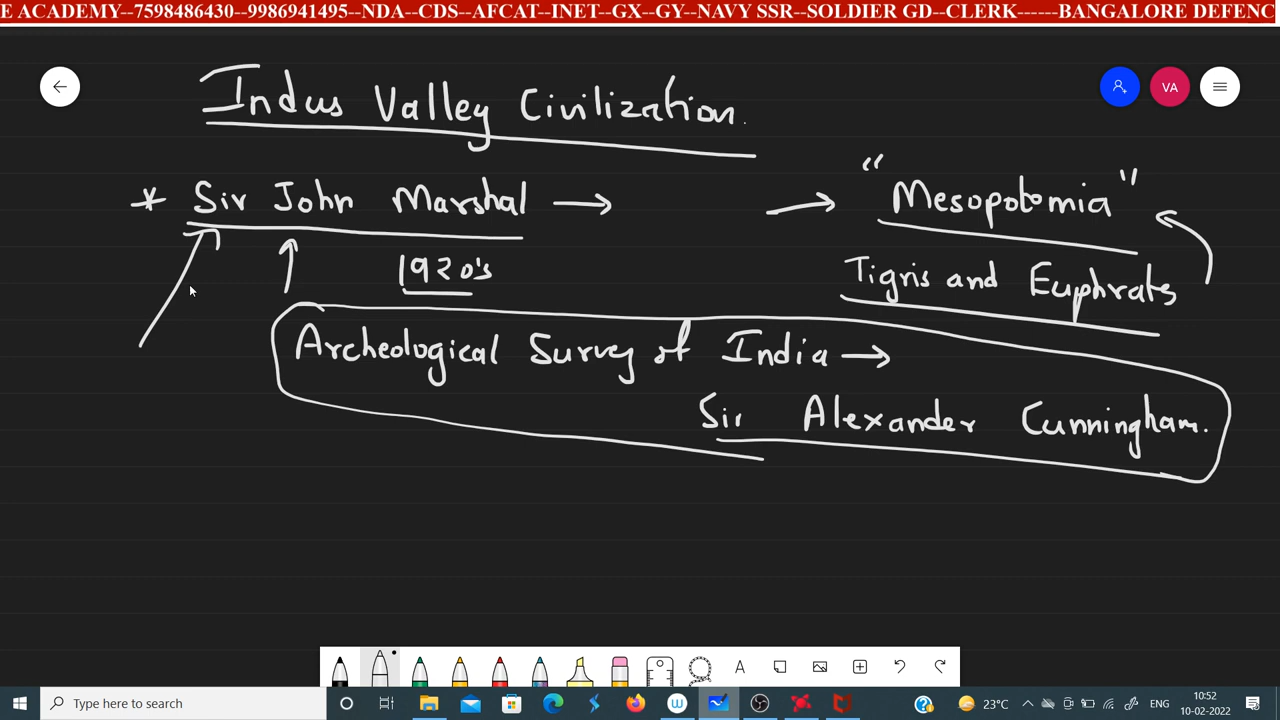 E ACADEMY--7598486430--9986941495--NDA--CDS--AFCAT--INET--GX--GY--NAVY SSR--SOLDIER GD--CLERK------BANGALORE DEFENC
Indus Valley Civilization.
VA
* Sir John Marshal → → "Mesopotomia"
1920's
Tigris and Euphrates
Archeological Survey of India →
Sir Alexander Cunningham.
A
Type here to search
23°C
ENG
10:52
10-02-2022